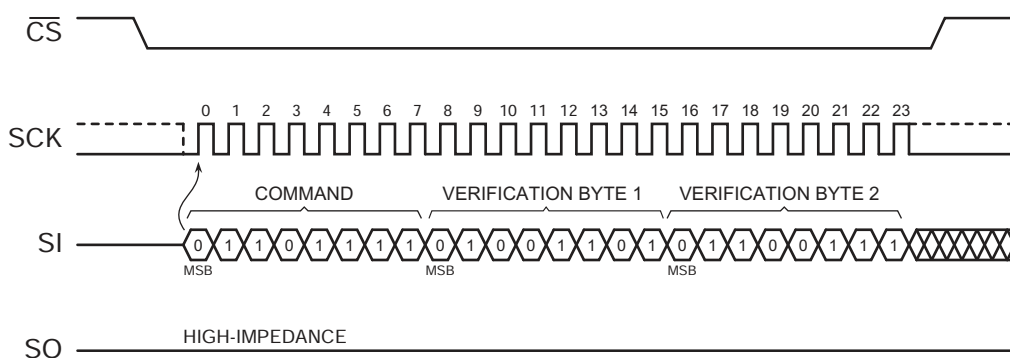 CS
0 1 2 3 4 5 6 7 8 9 10 11 12 13 14 15 16 17 18 19 20 21 22 23
SCK
COMMAND VERIFICATION BYTE 1 VERIFICATION BYTE 2
SI 0 1 1 0 1 1 1 1 0 1 0 0 1 1 0 1 0 1 1 0 0 1 1 1
MSB MSB MSB
HIGH-IMPEDANCE
SO